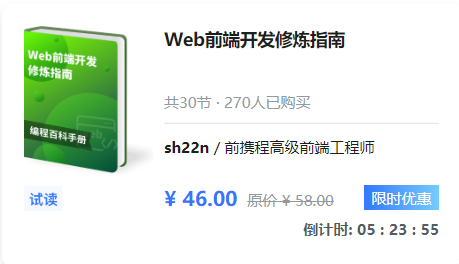 Web前端开发
修炼指南
编程百科手册
试读
Web前端开发修炼指南
共30节 · 270人已购买
sh22n / 前携程高级前端工程师
¥ 46.00 原价 ¥ 58.00 限时优惠
倒计时: 05 : 23 : 55